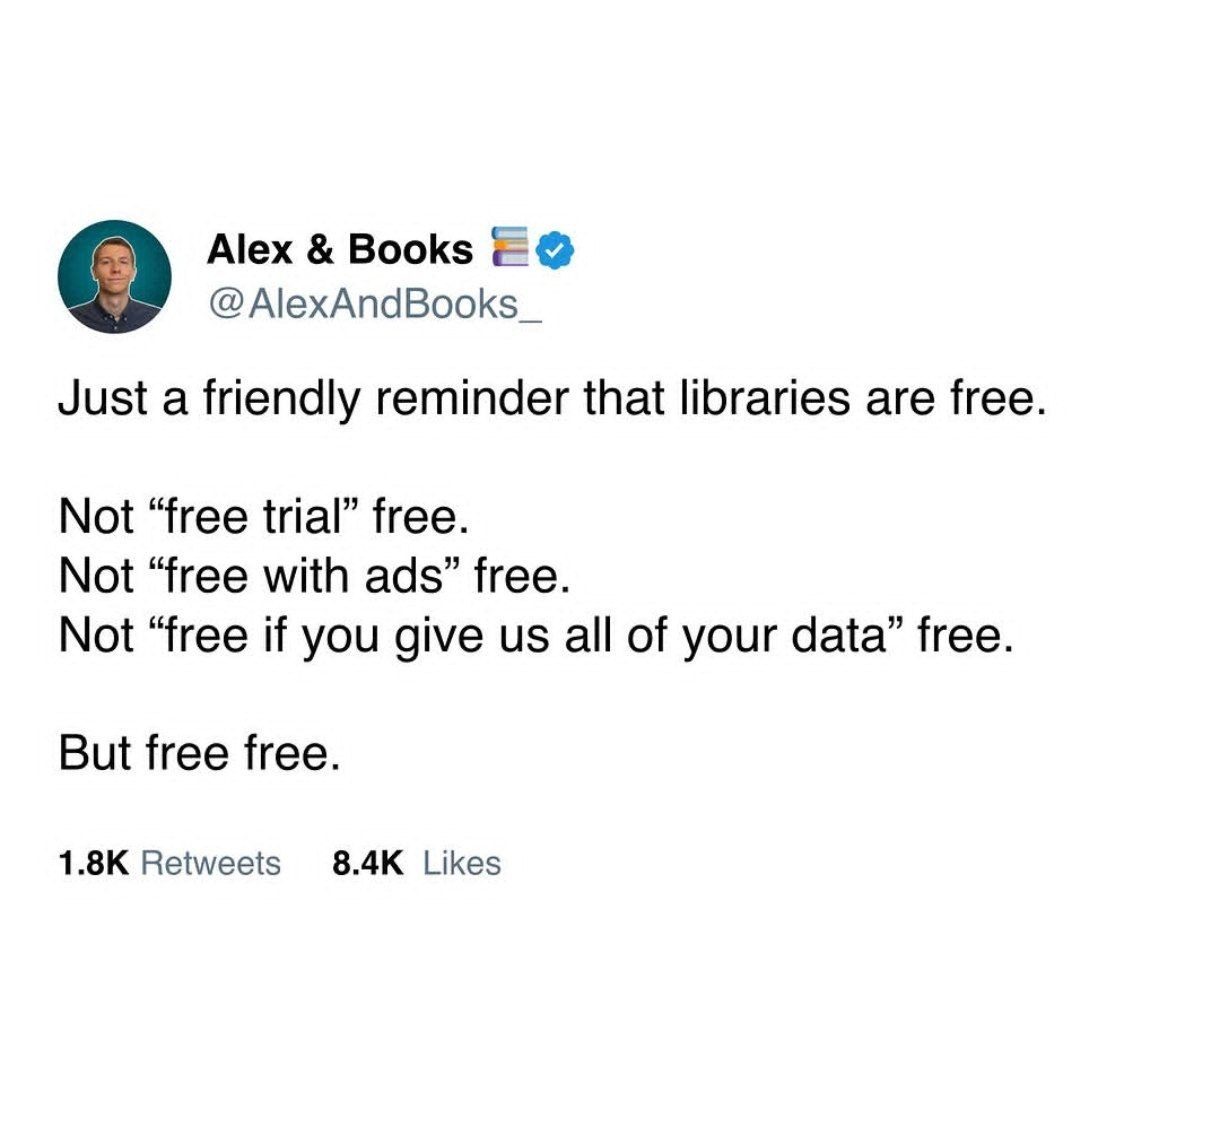 Alex & Books 📚
@AlexAndBooks_
Just a friendly reminder that libraries are free.
Not “free trial” free.
Not “free with ads” free.
Not “free if you give us all of your data” free.
But free free.
1.8K Retweets 8.4K Likes